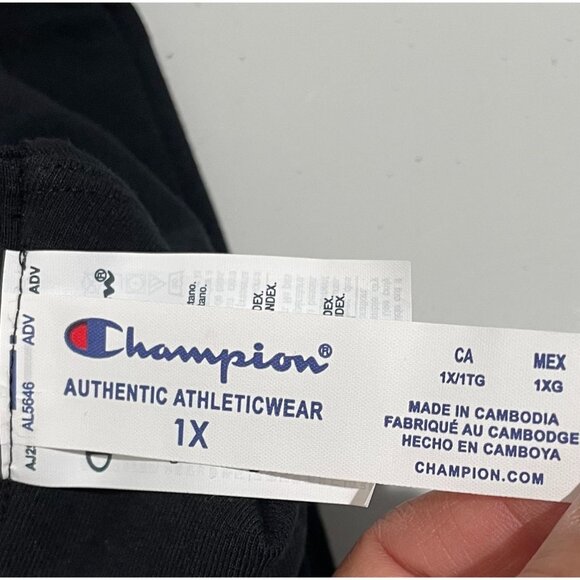 Champion®
AUTHENTIC ATHLETICWEAR
1X
CA
1X/1TG
MEX
1XG
MADE IN CAMBODIA
FABRIQUÉ AU CAMBODGE
HECHO EN CAMBOYA
CHAMPION.COM
ADV
ADV
AL5646